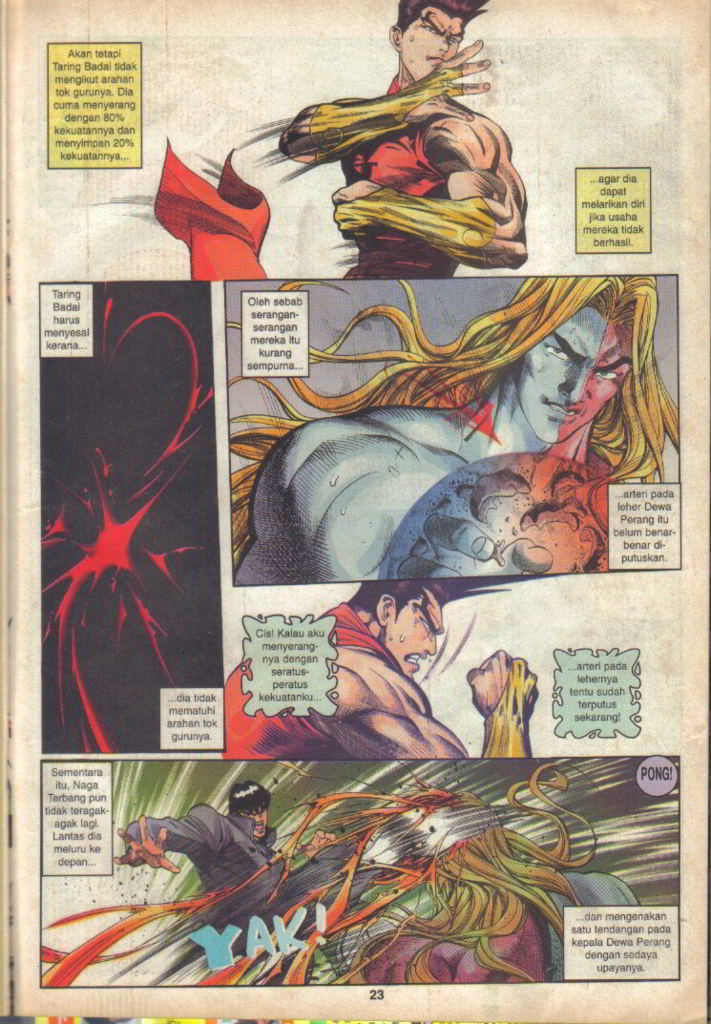 Akan tetapi
Taring Badai tidak
mengikut arahan
tok gurunya. Dia
cuma menyerang
dengan 80%
kekuatannya dan
menyimpan 20%
kekuatannya...
...agar dia
dapat
melarikan diri
jika usaha
mereka tidak
berhasil.
Taring
Badai
harus
menyesal
kerana...
Oleh sebab
serangan-
serangan
mereka itu
kurang
sempurna...
...arteri pada
leher Dewa
Perang itu
belum benar-
benar di-
putuskan.
...dia tidak
mematuhi
arahan tok
gurunya.
Cis! Kalau aku
menyerang-
nya dengan
seratus-
peratus
kekuatanku...
...arteri pada
lehernya
tentu sudah
terputus
sekarang!
Sementara
itu, Naga
Terbang pun
tidak teragak-
agak lagi.
Lantas dia
meluru ke
depan...
PONG!
YAK!
...dan mengenakan
satu tendangan pada
kepala Dewa Perang
dengan sedaya
upayanya.
23